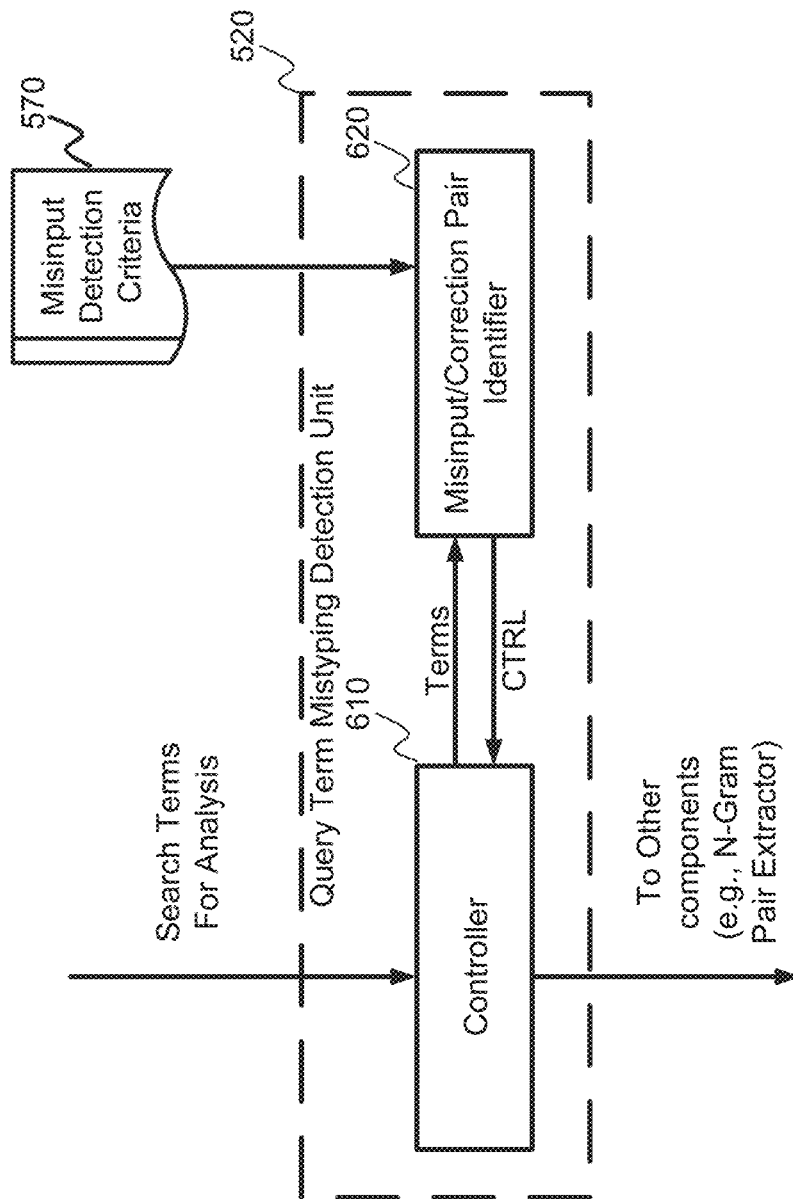 570
Misinput
Detection
Criteria
520
Search Terms
For Analysis
Query Term Mistyping Detection Unit
610
620
Controller
Terms
CTRL
Misinput/Correction Pair
Identifier
To Other
components
(e.g., N-Gram
Pair Extractor)